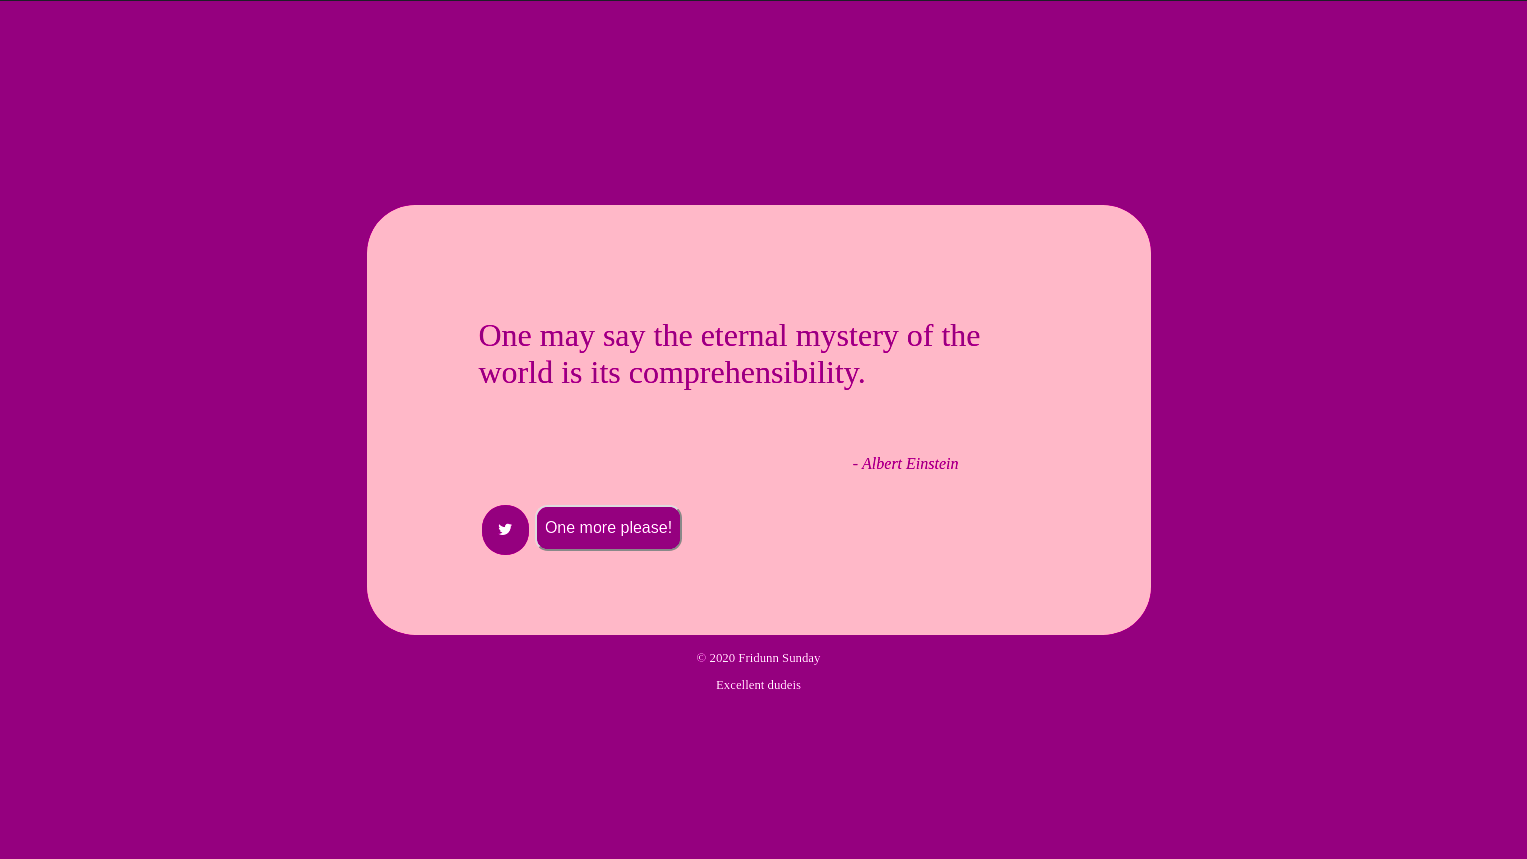 One may say the eternal mystery of the
world is its comprehensibility.
- Albert Einstein
One more please!
© 2020 Fridunn Sunday
Excellent dudeis